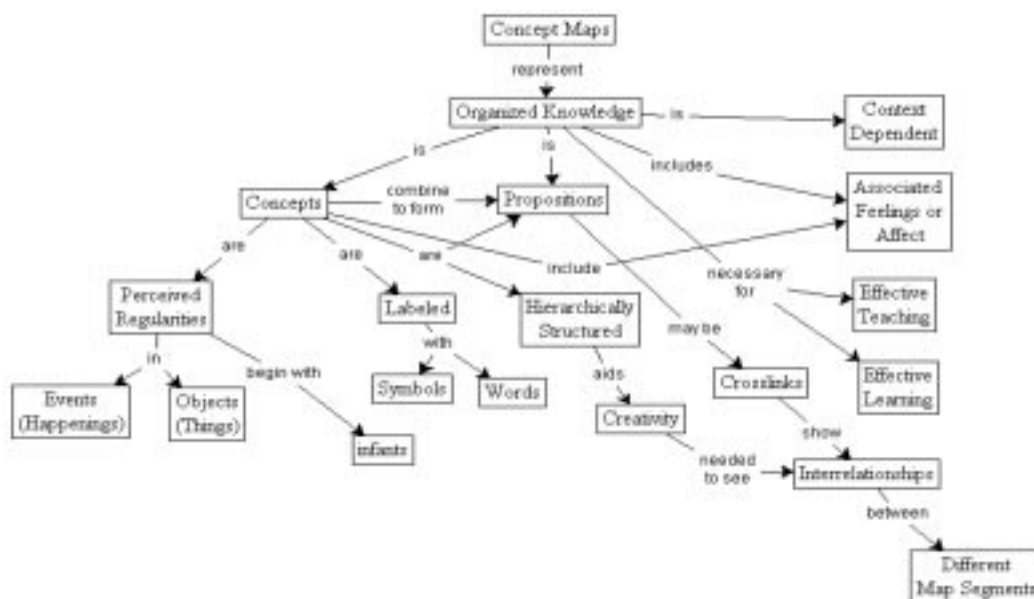 Concept Maps
represent
Organized Knowledge
is
Context
Dependent
is
is
includes
Concepts
combine
to form
Propositions
Associated
Feelings or
Affect
are
are
are
include
necessary
for
Perceived
Regularities
Labeled
Hierarchically
Structured
Effective
Teaching
in
begin with
with
aids
may be
Events
(Happenings)
Objects
(Things)
Symbols
Words
Creativity
Crosslinks
Effective
Learning
infants
show
needed
to see
Interrelationships
between
Different
Map Segments